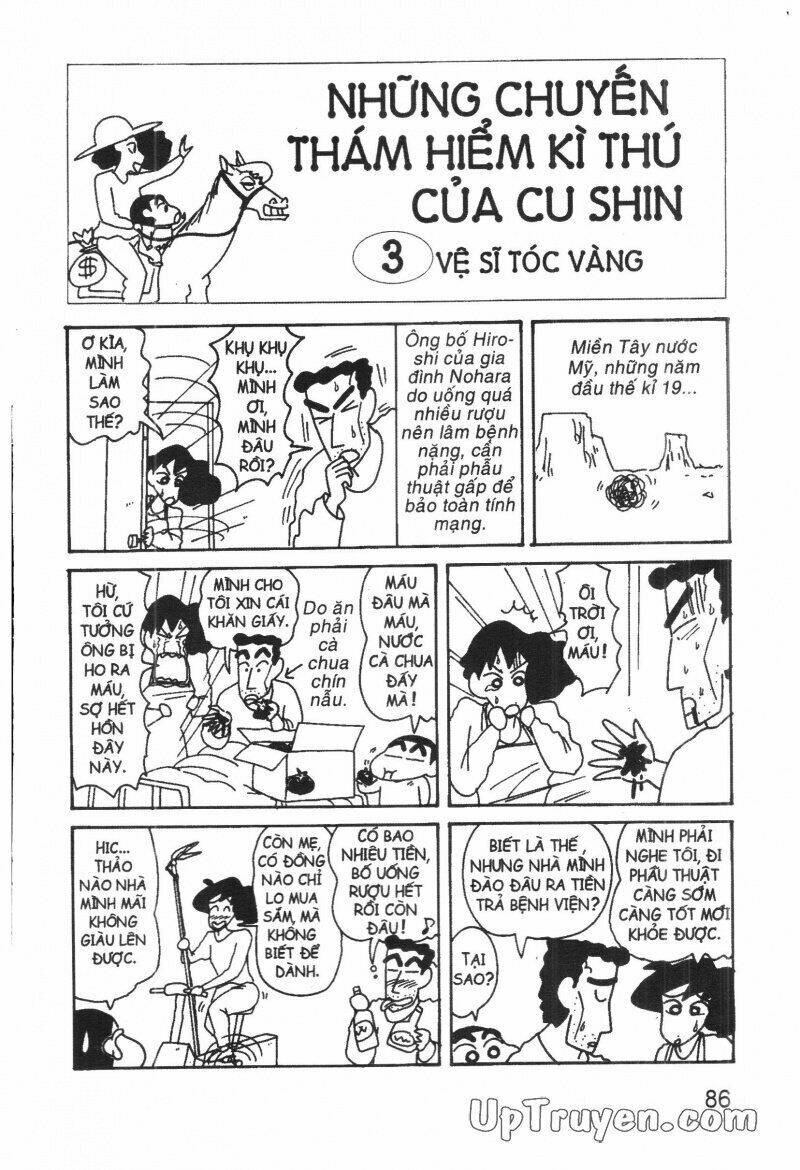 NHỮNG CHUYẾN
THÁM HIỂM KÌ THÚ
CỦA CU SHIN
3 VỆ SĨ TÓC VÀNG
$
Miền Tây nước
Mỹ, những năm
đầu thế kỉ 19...
Ông bố Hiro-
shi của gia
đình Nohara
do uống quá
nhiều rượu
nên lâm bệnh
nặng, cần
phải phẫu
thuật gấp để
bảo toàn tính
mạng.
KHỤ KHỤ
KHỤ...
MÌNH
ƠI,
MÌNH
ĐÂU
RỒI?
Ơ KÌA,
MÌNH
LÀM
SAO
THẾ?
ÔI
TRỜI
ƠI,
MÁU!
MÁU
ĐÂU MÀ
MÁU,
NƯỚC
CÀ CHUA
ĐẤY
MÀ!
Do ăn
phải
cà
chua
chín
nẫu.
MÌNH CHO
TÔI XIN CÁI
KHĂN GIẤY.
HỪ,
TÔI CỨ
TƯỞNG
ÔNG BỊ
HO RA
MÁU,
SỢ HẾT
HỒN
ĐÂY
NÀY.
MÌNH PHẢI
NGHE TÔI, ĐI
PHẪU THUẬT
CÀNG SỚM
CÀNG TỐT MỚI
KHỎE ĐƯỢC.
BIẾT LÀ THẾ,
NHƯNG NHÀ MÌNH
ĐÀO ĐÂU RA TIỀN
TRẢ BỆNH VIỆN?
TẠI
SAO?
CÓ BAO
NHIÊU TIỀN,
BỐ UỐNG
RƯỢU HẾT
RỒI CÒN
ĐÂU!
CÒN MẸ,
CÓ ĐỒNG
NÀO CHỈ
LO MUA
SẮM, MÀ
KHÔNG
BIẾT ĐỂ
DÀNH.
HIC...
THẢO
NÀO NHÀ
MÌNH MÃI
KHÔNG
GIÀU LÊN
ĐƯỢC.
86
UPTRUYEN.COM